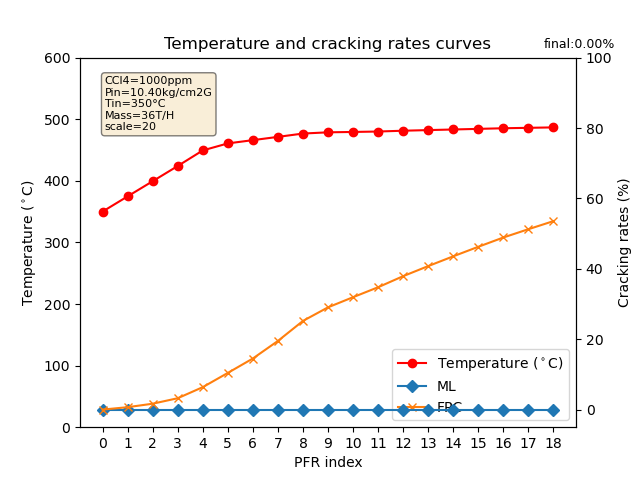 Temperature and cracking rates curves
final:0.00%
CCl4=1000ppm
Pin=10.40kg/cm2G
Tin=350°C
Mass=36T/H
scale=20
Temperature (°C)
600
500
400
300
200
100
0
Cracking rates (%)
100
80
60
40
20
0
Temperature (°C)
ML
EPC
0 1 2 3 4 5 6 7 8 9 10 11 12 13 14 15 16 17 18
PFR index